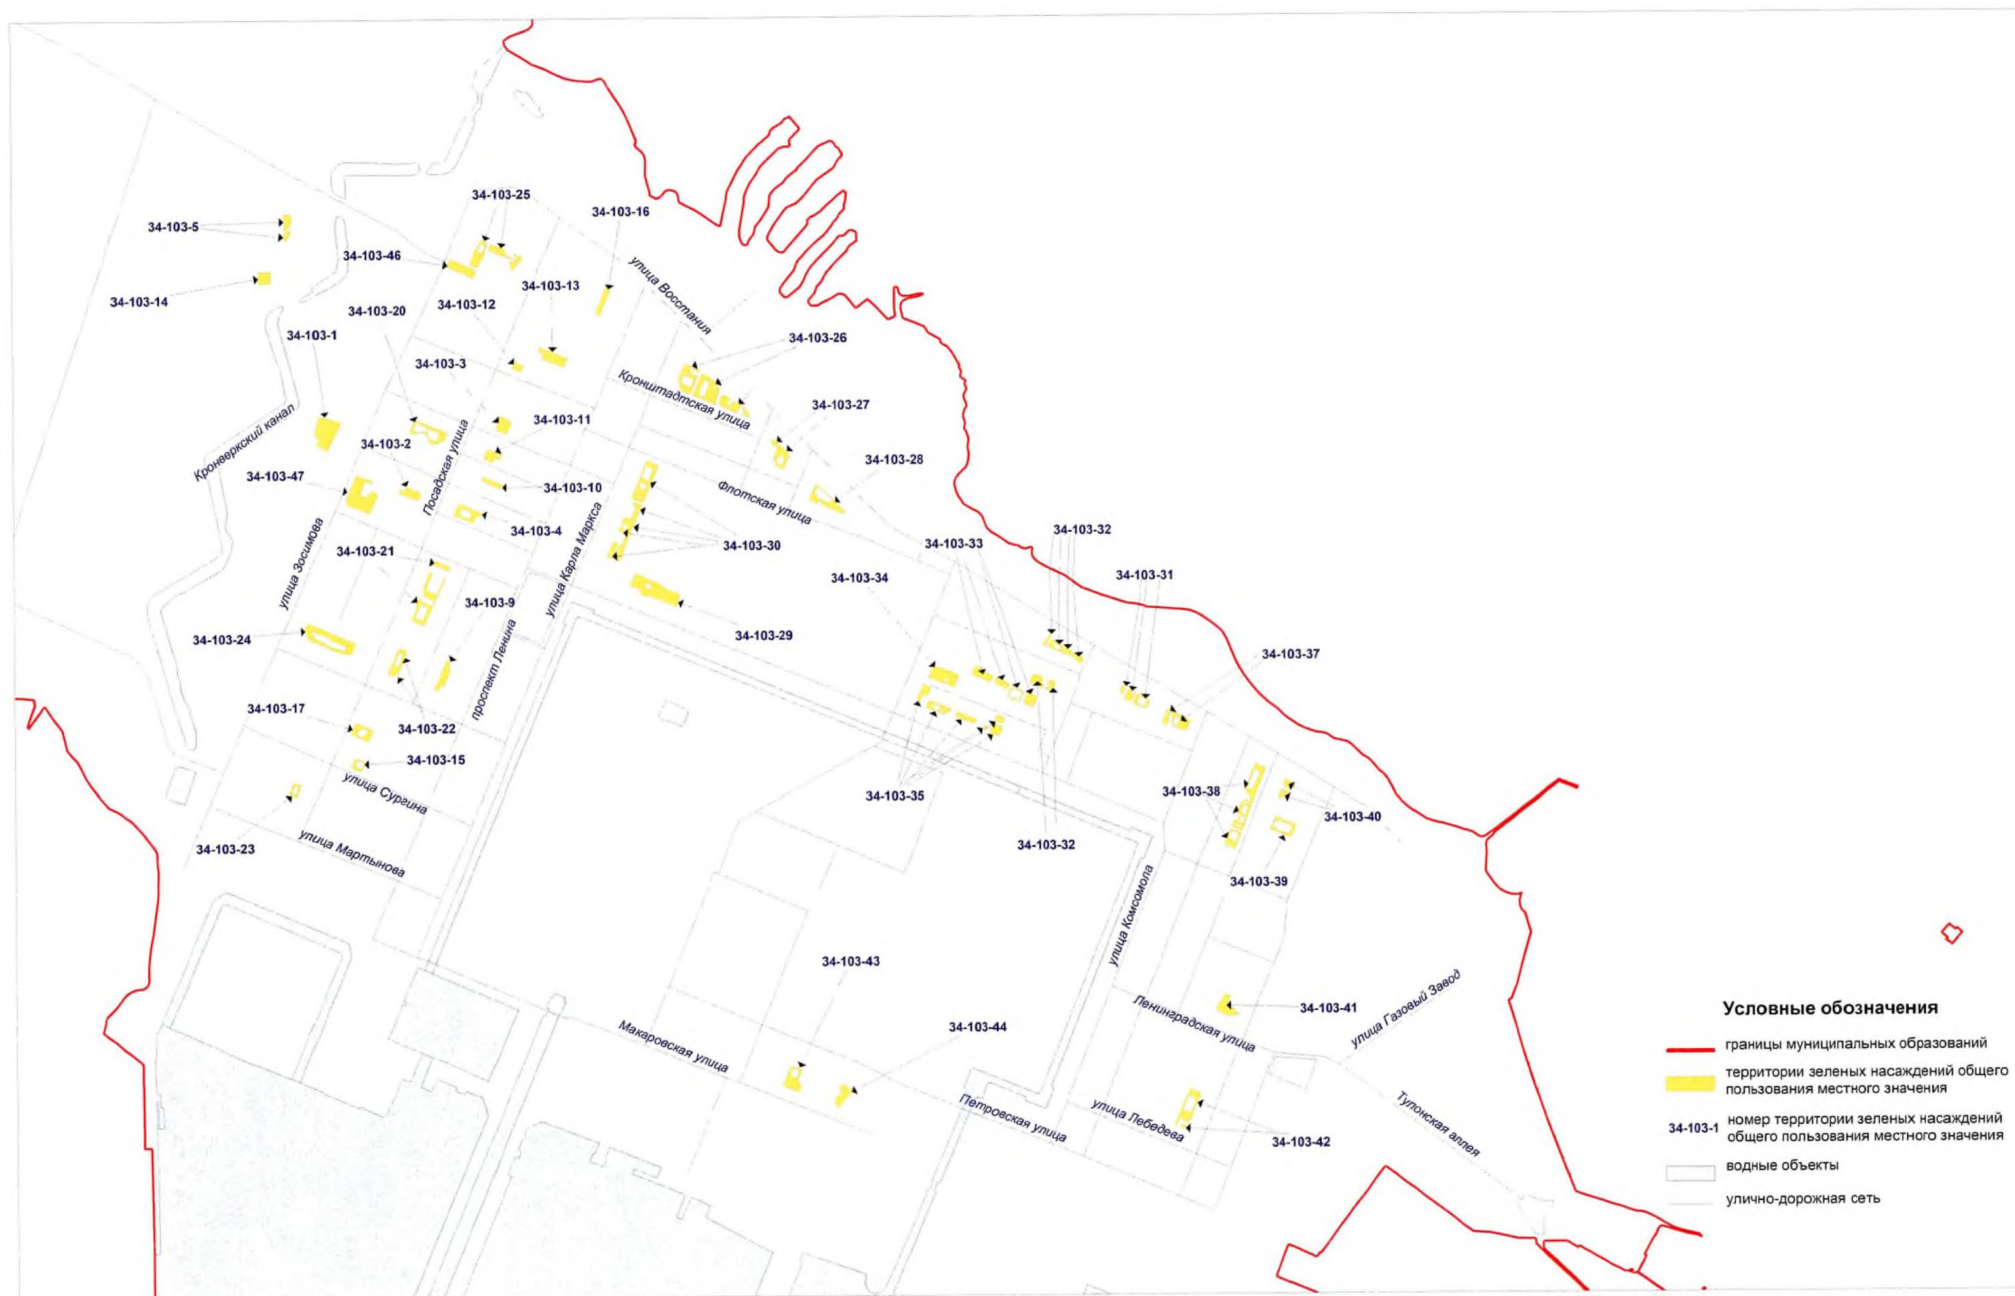 34-103-25
34-103-16
34-103-5
34-103-46
улица Восстания
34-103-13
34-103-14
34-103-12
34-103-20
34-103-1
34-103-26
34-103-3
Кронштадтская улица
34-103-27
34-103-11
Кронверкский канал
34-103-2
Посадская улица
34-103-28
34-103-47
34-103-10
Флотская улица
34-103-4
34-103-32
34-103-33
34-103-30
34-103-21
улица Зосимова
улица Карла Маркса
34-103-34
34-103-31
34-103-9
34-103-24
34-103-29
34-103-37
проспект Ленина
34-103-17
34-103-22
34-103-15
улица Сургина
34-103-35
34-103-38
34-103-40
34-103-23
улица Мартынова
34-103-32
34-103-39
улица Комсомола
34-103-43
34-103-41
Ленинградская улица
улица Газовый Завод
34-103-44
Макаровская улица
Петровская улица
улица Лебедева
34-103-42
Тулонская аллея
Условные обозначения
границы муниципальных образований
территории зеленых насаждений общего
пользования местного значения
34-103-1 номер территории зеленых насаждений
общего пользования местного значения
водные объекты
улично-дорожная сеть